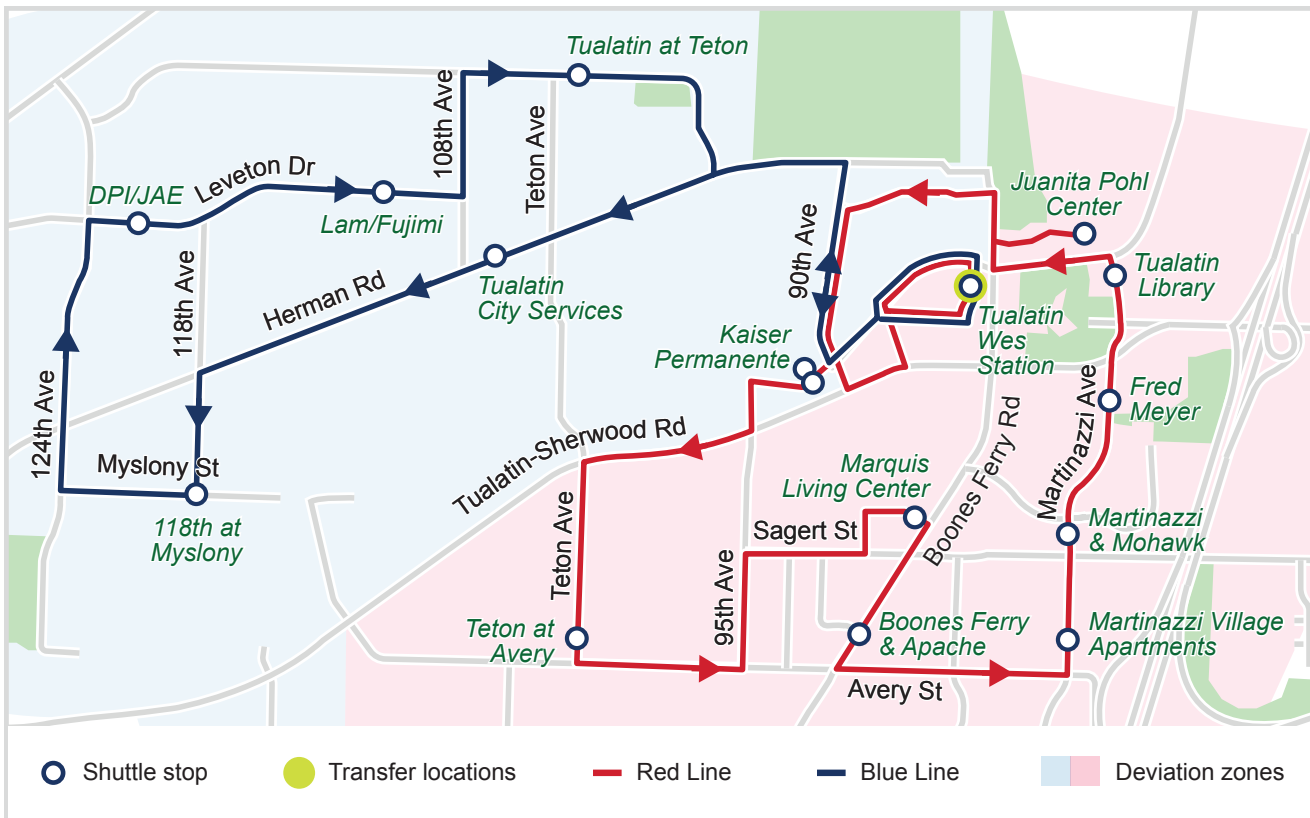 Tualatin at Teton
108th Ave
Teton Ave
Leveton Dr
DPI/JAE
Lam/Fujimi
Juanita Pohl
Center
118th Ave
Herman Rd
Tualatin
City Services
90th Ave
Tualatin
Library
Kaiser
Permanente
Tualatin
Wes
Station
124th Ave
Myslony St
118th at
Myslony
Tualatin-Sherwood Rd
Fred
Meyer
Martinazzi Ave
Boones Ferry Rd
Marquis
Living Center
Sagert St
Martinazzi
& Mohawk
Teton Ave
95th Ave
Teton at
Avery
Boones Ferry
& Apache
Martinazzi Village
Apartments
Avery St
Shuttle stop
Transfer locations
Red Line
Blue Line
Deviation zones